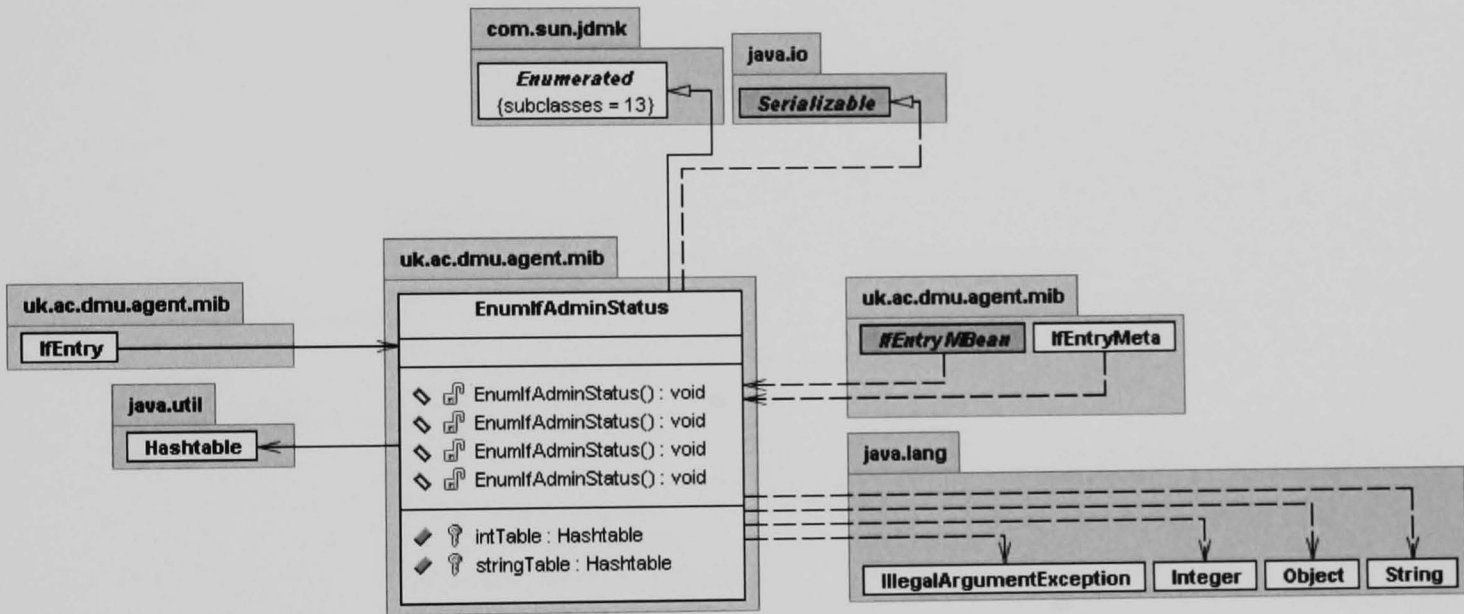 com.sun.jdmk
Enumerated
{subclasses = 13}
java.io
Serializable
uk.ac.dmu.agent.mib
IfEntry
java.util
Hashtable
uk.ac.dmu.agent.mib
EnumIfAdminStatus
EnumIfAdminStatus() : void
EnumIfAdminStatus() : void
EnumIfAdminStatus() : void
EnumIfAdminStatus() : void
intTable : Hashtable
stringTable : Hashtable
uk.ac.dmu.agent.mib
IfEntryMBean
IfEntryMeta
java.lang
IllegalArgumentException
Integer
Object
String